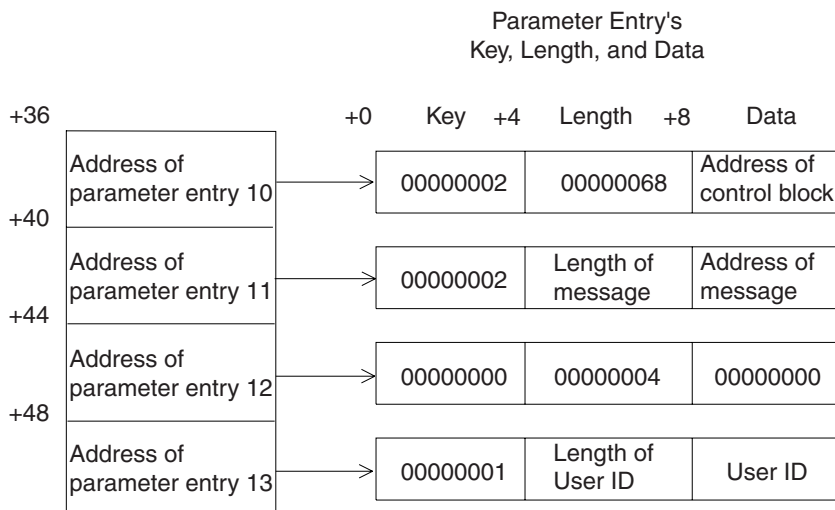 Parameter Entry's
Key, Length, and Data
+36
+0 Key +4 Length +8 Data
Address of
parameter entry 10
00000002
00000068
Address of
control block
+40
Address of
parameter entry 11
00000002
Length of
message
Address of
message
+44
Address of
parameter entry 12
00000000
00000004
00000000
+48
Address of
parameter entry 13
00000001
Length of
User ID
User ID